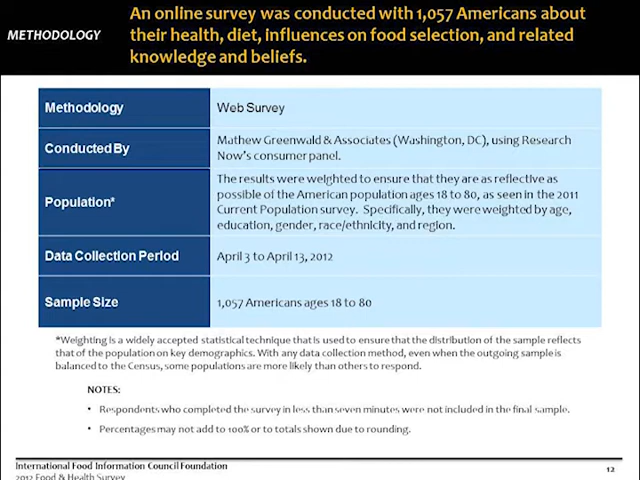 METHODOLOGY
An online survey was conducted with 1,057 Americans about
their health, diet, influences on food selection, and related
knowledge and beliefs.
Methodology
Web Survey
Conducted By
Mathew Greenwald & Associates (Washington, DC), using Research
Now's consumer panel.
Population*
The results were weighted to ensure that they are as reflective as
possible of the American population ages 18 to 80, as seen in the 2011
Current Population survey. Specifically, they were weighted by age,
education, gender, race/ethnicity, and region.
Data Collection Period
April 3 to April 13, 2012
Sample Size
1,057 Americans ages 18 to 80
*Weighting is a widely accepted statistical technique that is used to ensure that the distribution of the sample reflects
that of the population on key demographics. With any data collection method, even when the outgoing sample is
balanced to the Census, some populations are more likely than others to respond.
NOTES:
• Respondents who completed the survey in less than seven minutes were not included in the final sample.
• Percentages may not add to 100% or to totals shown due to rounding.
International Food Information Council Foundation
2012 Food & Health Survey
12